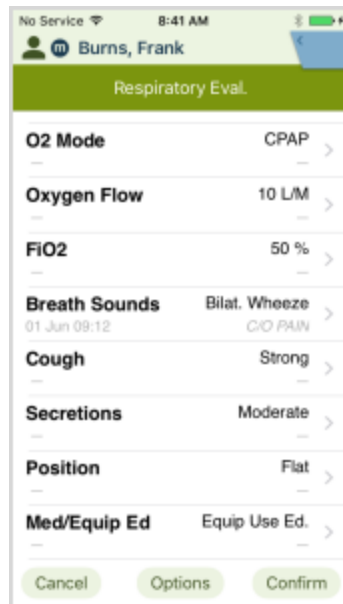 No Service 8:41 AM
m Burns, Frank
Respiratory Eval.
O2 Mode CPAP
— —
Oxygen Flow 10 L/M
— —
FiO2 50 %
— —
Breath Sounds Bilat. Wheeze
01 Jun 09:12 C/O PAIN
Cough Strong
— —
Secretions Moderate
— —
Position Flat
— —
Med/Equip Ed Equip Use Ed.
— —
Cancel Options Confirm